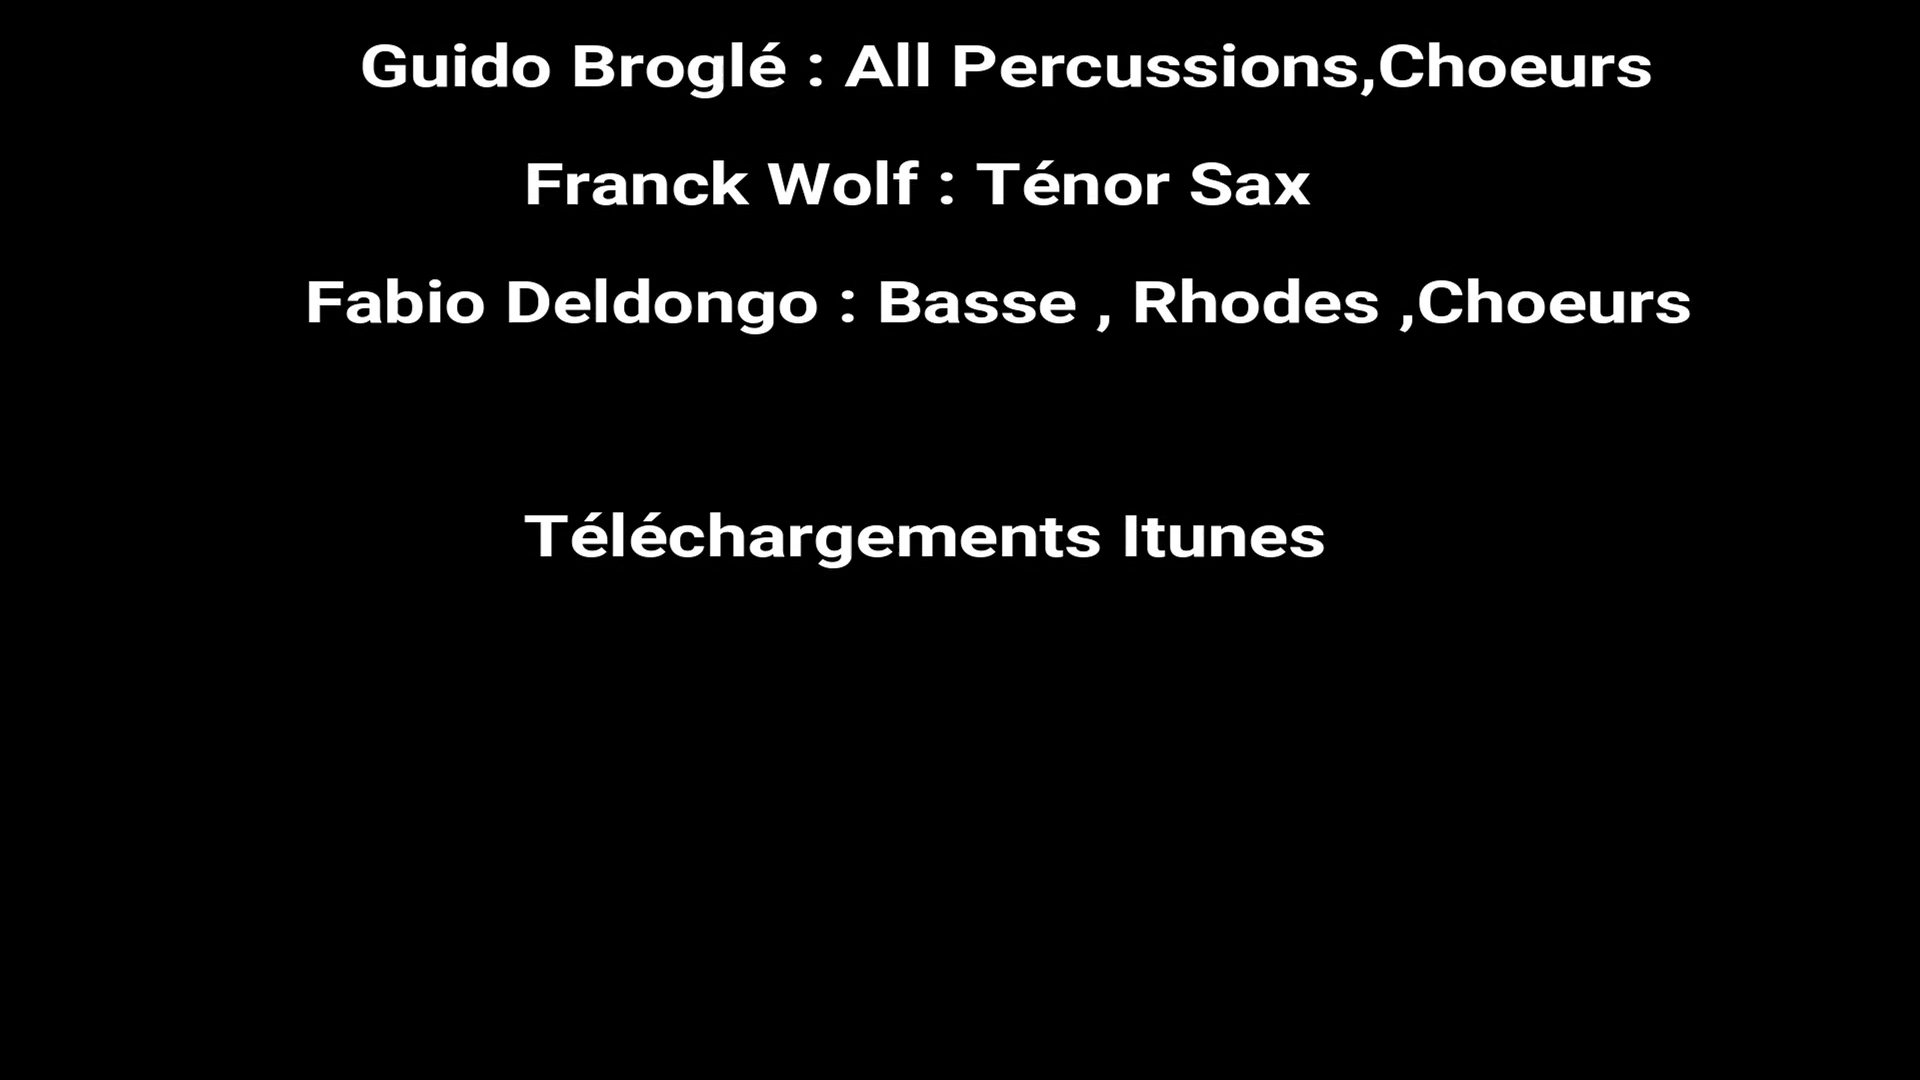 Guido Broglé : All Percussions,Choeurs
Franck Wolf : Ténor Sax
Fabio Deldongo : Basse , Rhodes ,Choeurs
Téléchargements Itunes